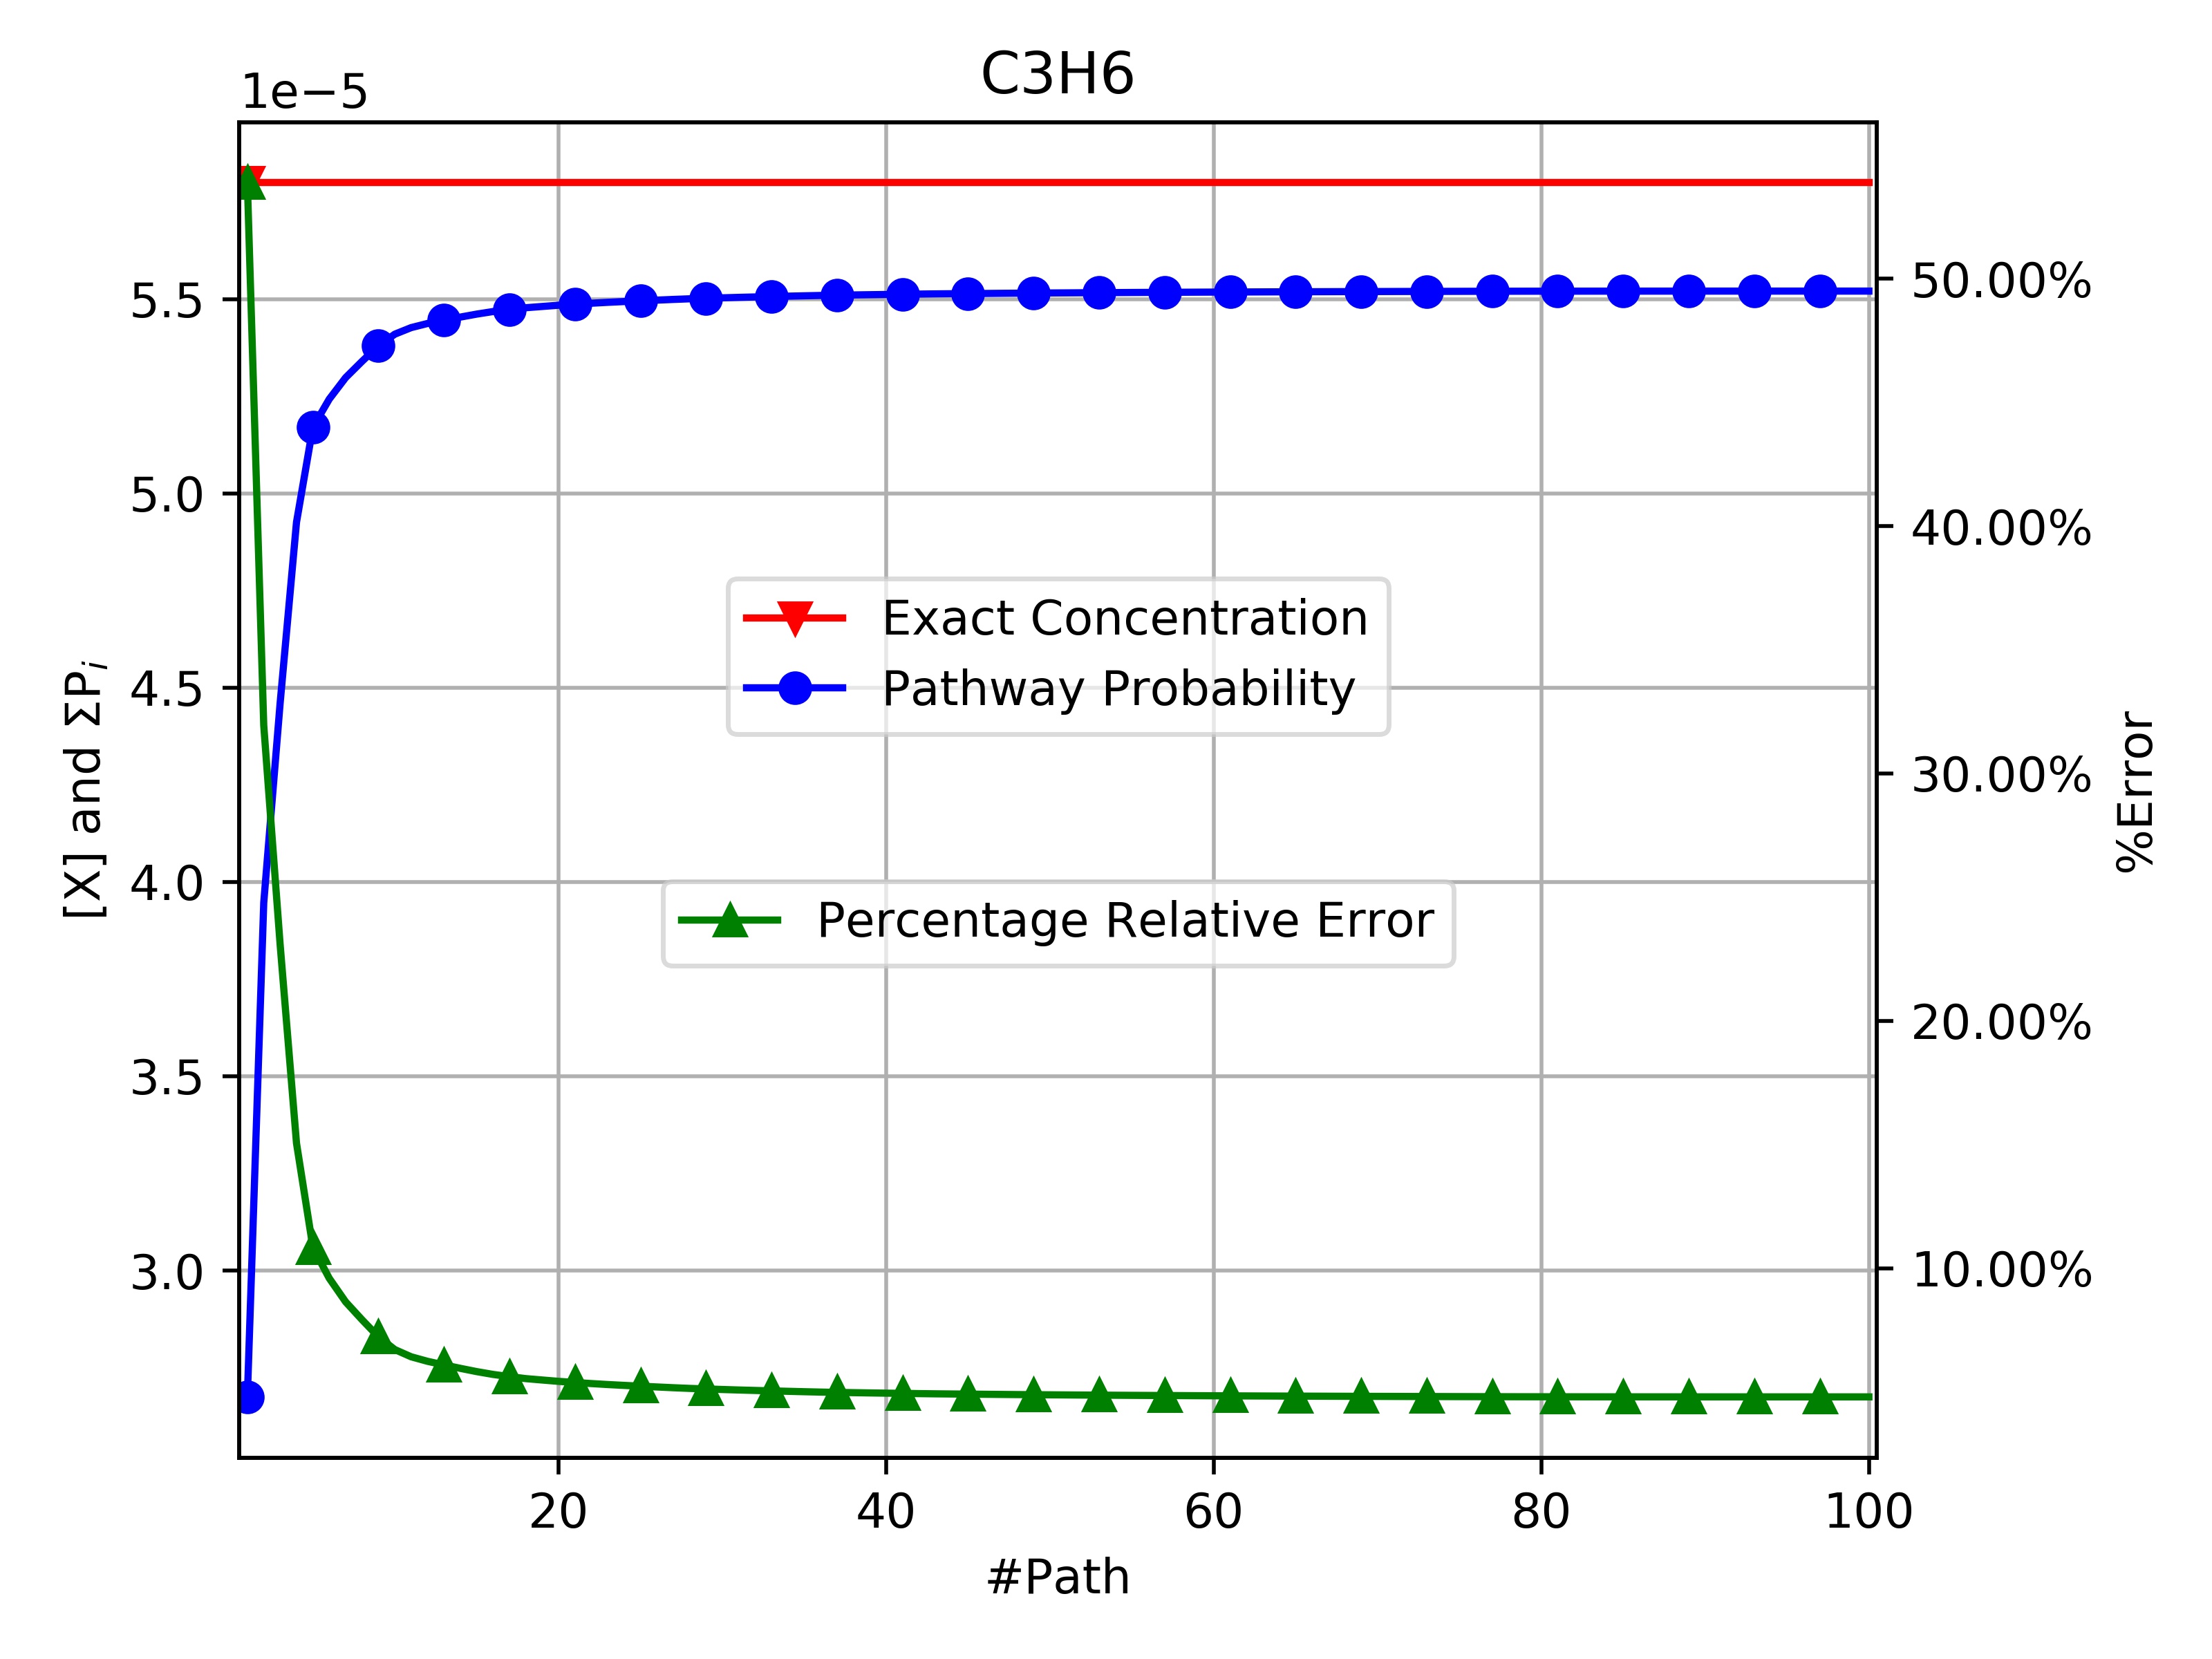 C3H6
1e−5
5.5
5.0
4.5
4.0
3.5
3.0
[X] and ΣPᵢ
Exact Concentration
Pathway Probability
Percentage Relative Error
50.00%
40.00%
30.00%
20.00%
10.00%
%Error
20 40 60 80 100
#Path